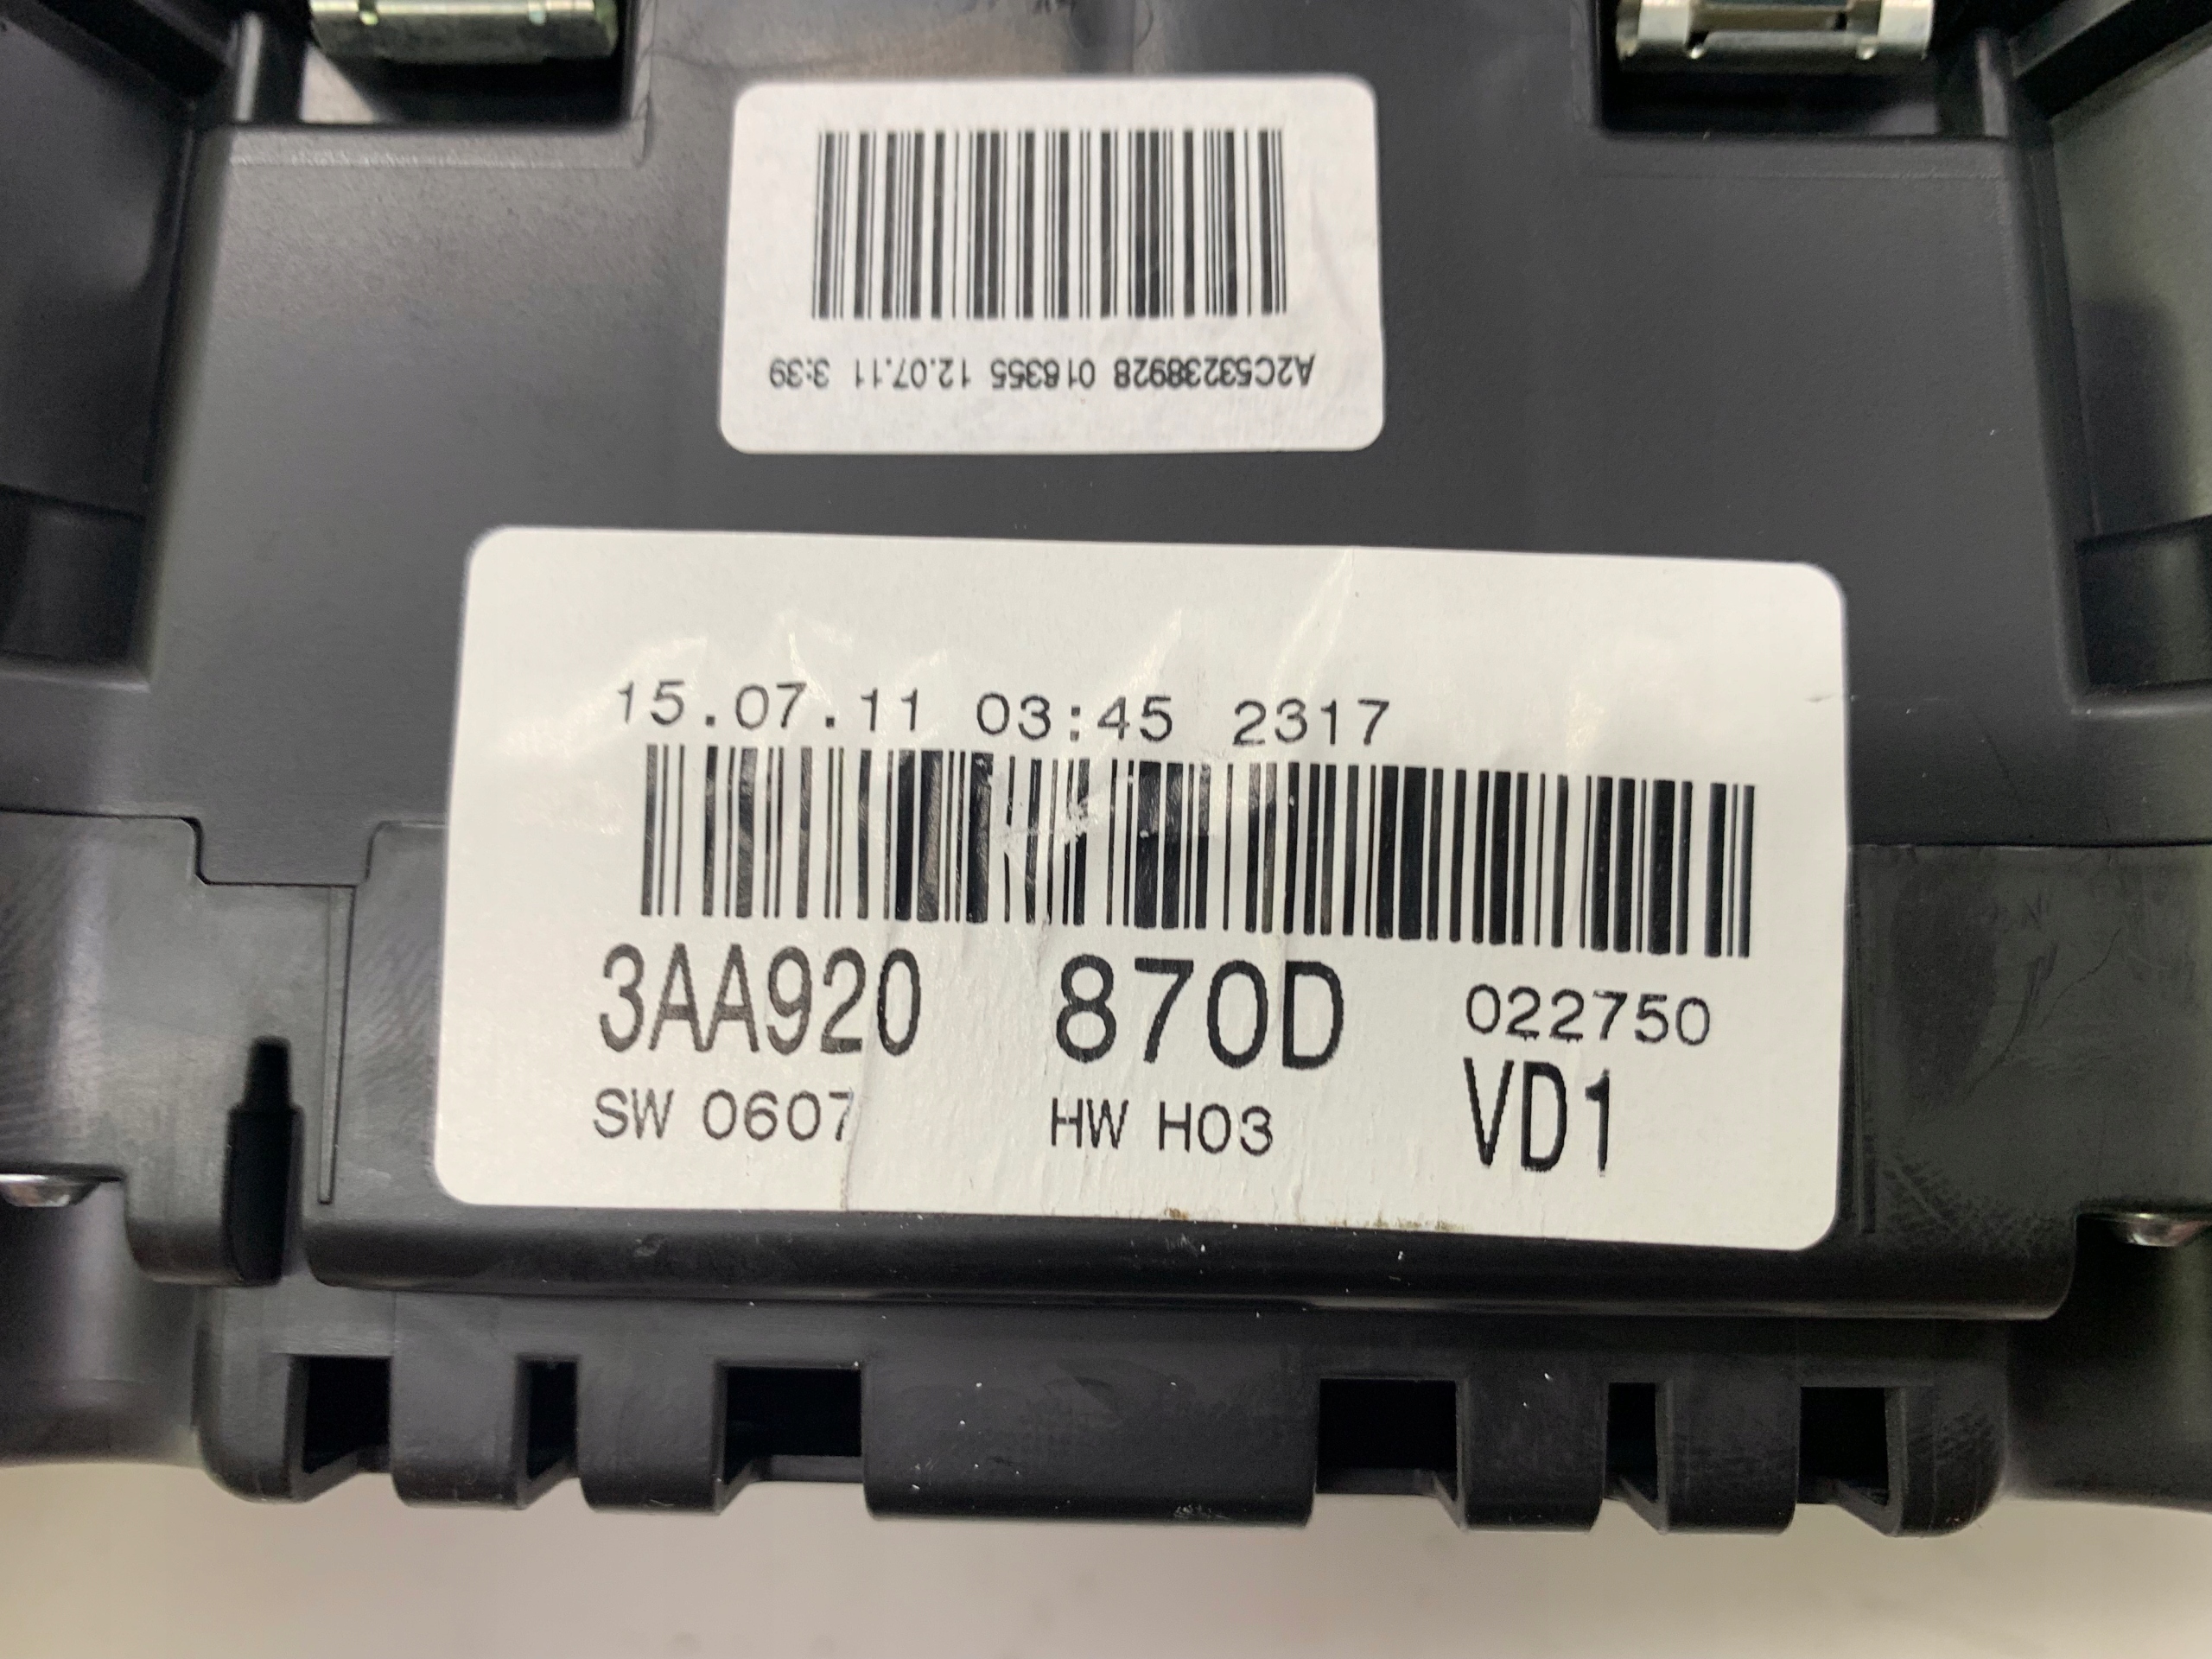 A2C53238928 018355 12.07.11 3:39
15.07.11 03:45 2317
3AA920 870D 022750
SW 0607 HW H03 VD1